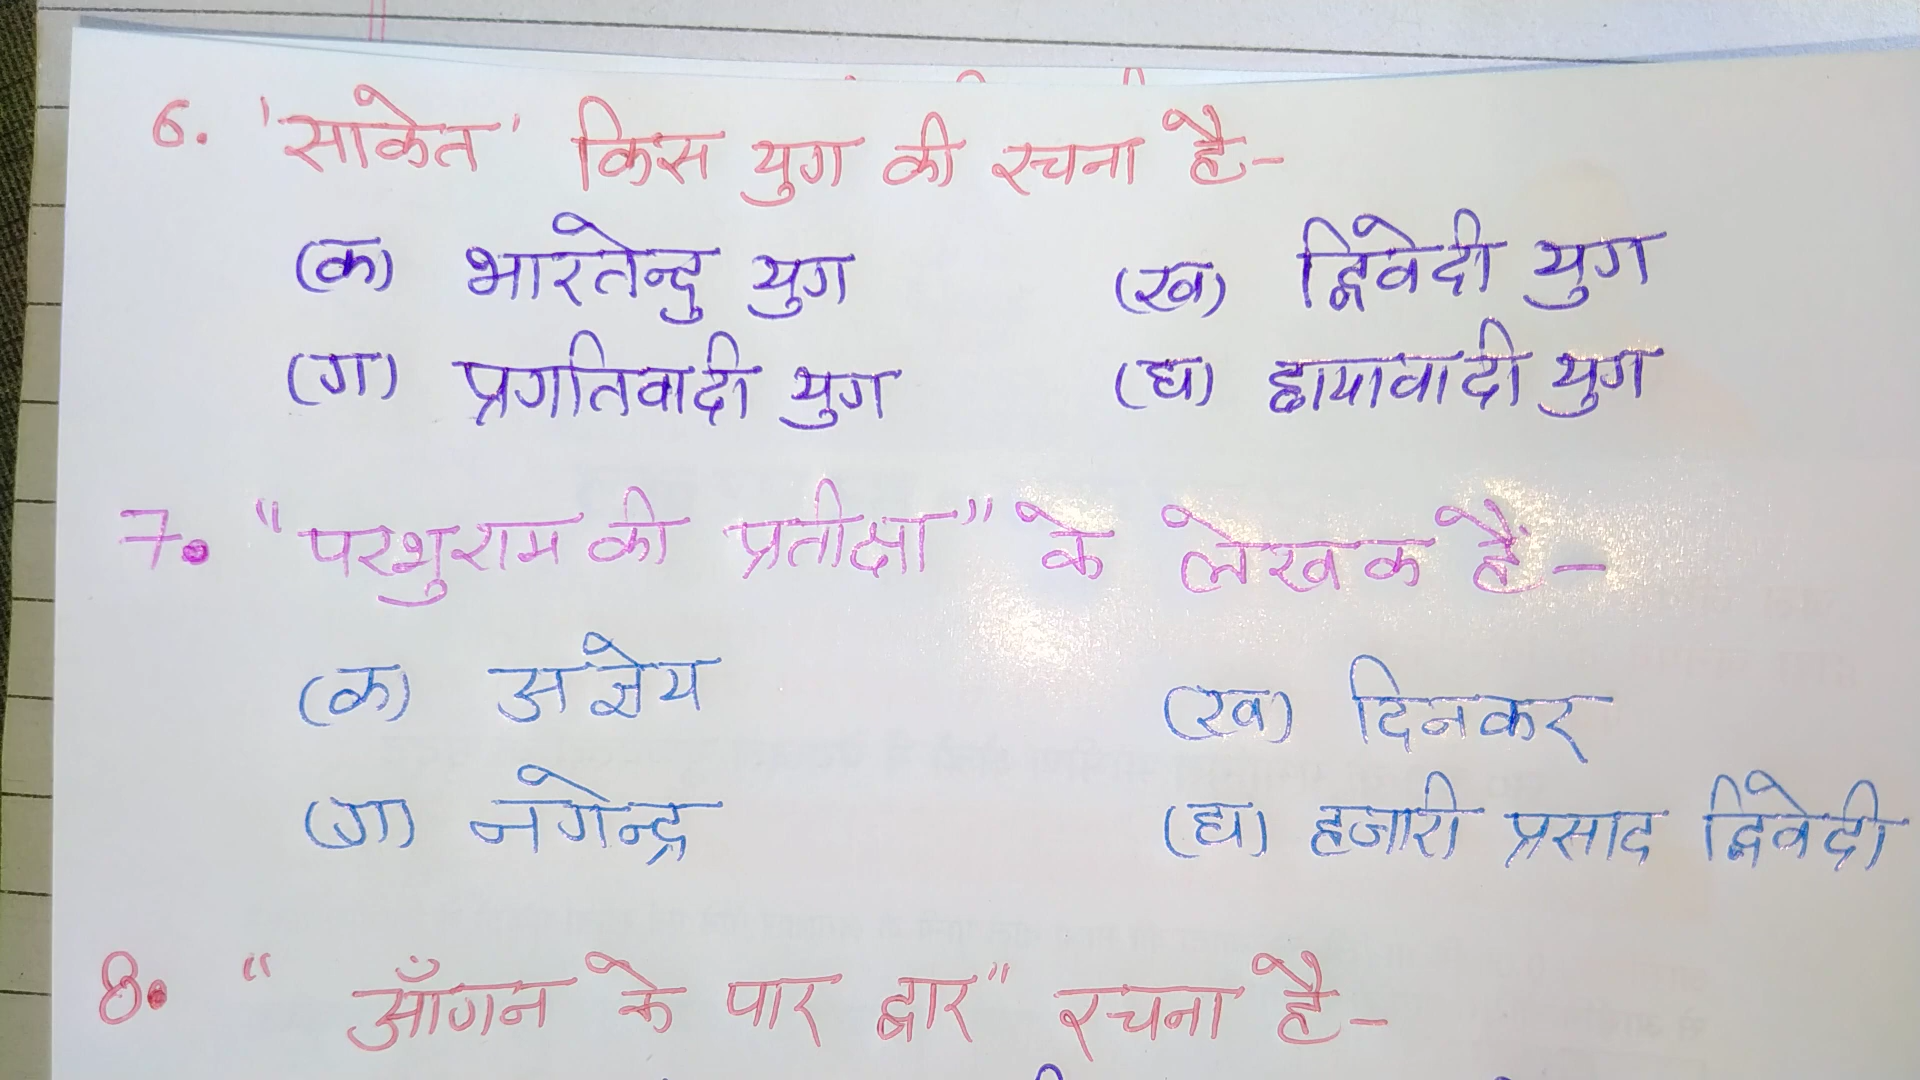 6. 'साकेत' किस युग की रचना है-
(क) भारतेन्दु युग (ख) द्विवेदी युग
(ग) प्रगतिवादी युग (घ) छायावादी युग
7. "परशुराम की प्रतीक्षा" के लेखक हैं-
(क) अज्ञेय (ख) दिनकर
(ग) नगेन्द्र (घ) हजारी प्रसाद द्विवेदी
8. "आँगन के पार द्वार" रचना है-